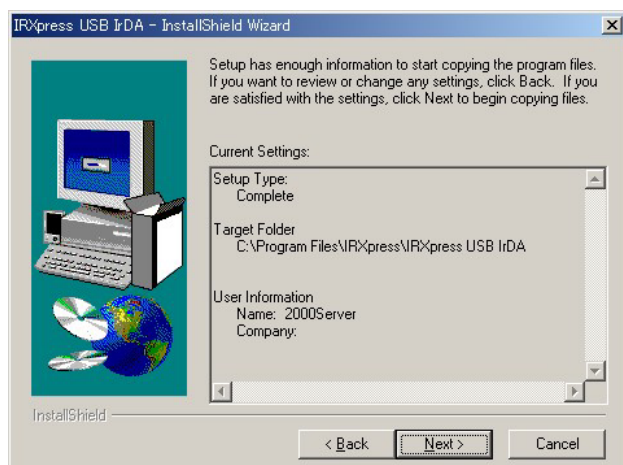 IRXpress USB IrDA - InstallShield Wizard
Setup has enough information to start copying the program files.
If you want to review or change any settings, click Back.  If you
are satisfied with the settings, click Next to begin copying files.
Current Settings:
Setup Type:
Complete
Target Folder
C:\Program Files\IRXpress\IRXpress USB IrDA
User Information
Name: 2000Server
Company:
InstallShield
< Back
Next >
Cancel